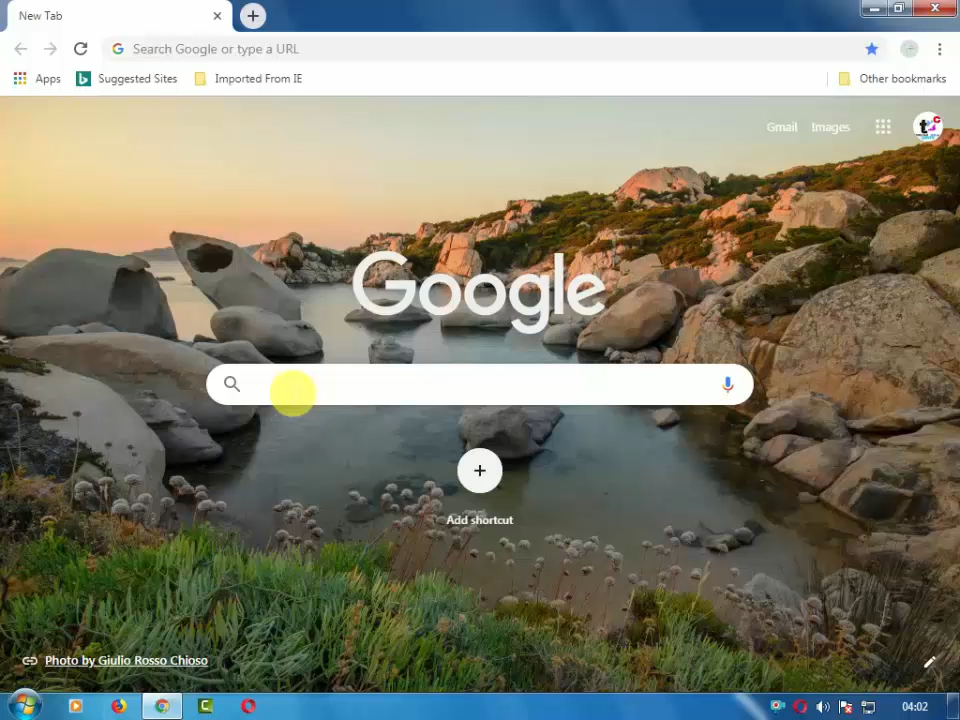 New Tab
Search Google or type a URL
Apps
Suggested Sites
Imported From IE
Other bookmarks
Gmail
Images
Google
Add shortcut
Photo by Giulio Rosso Chioso
04:02